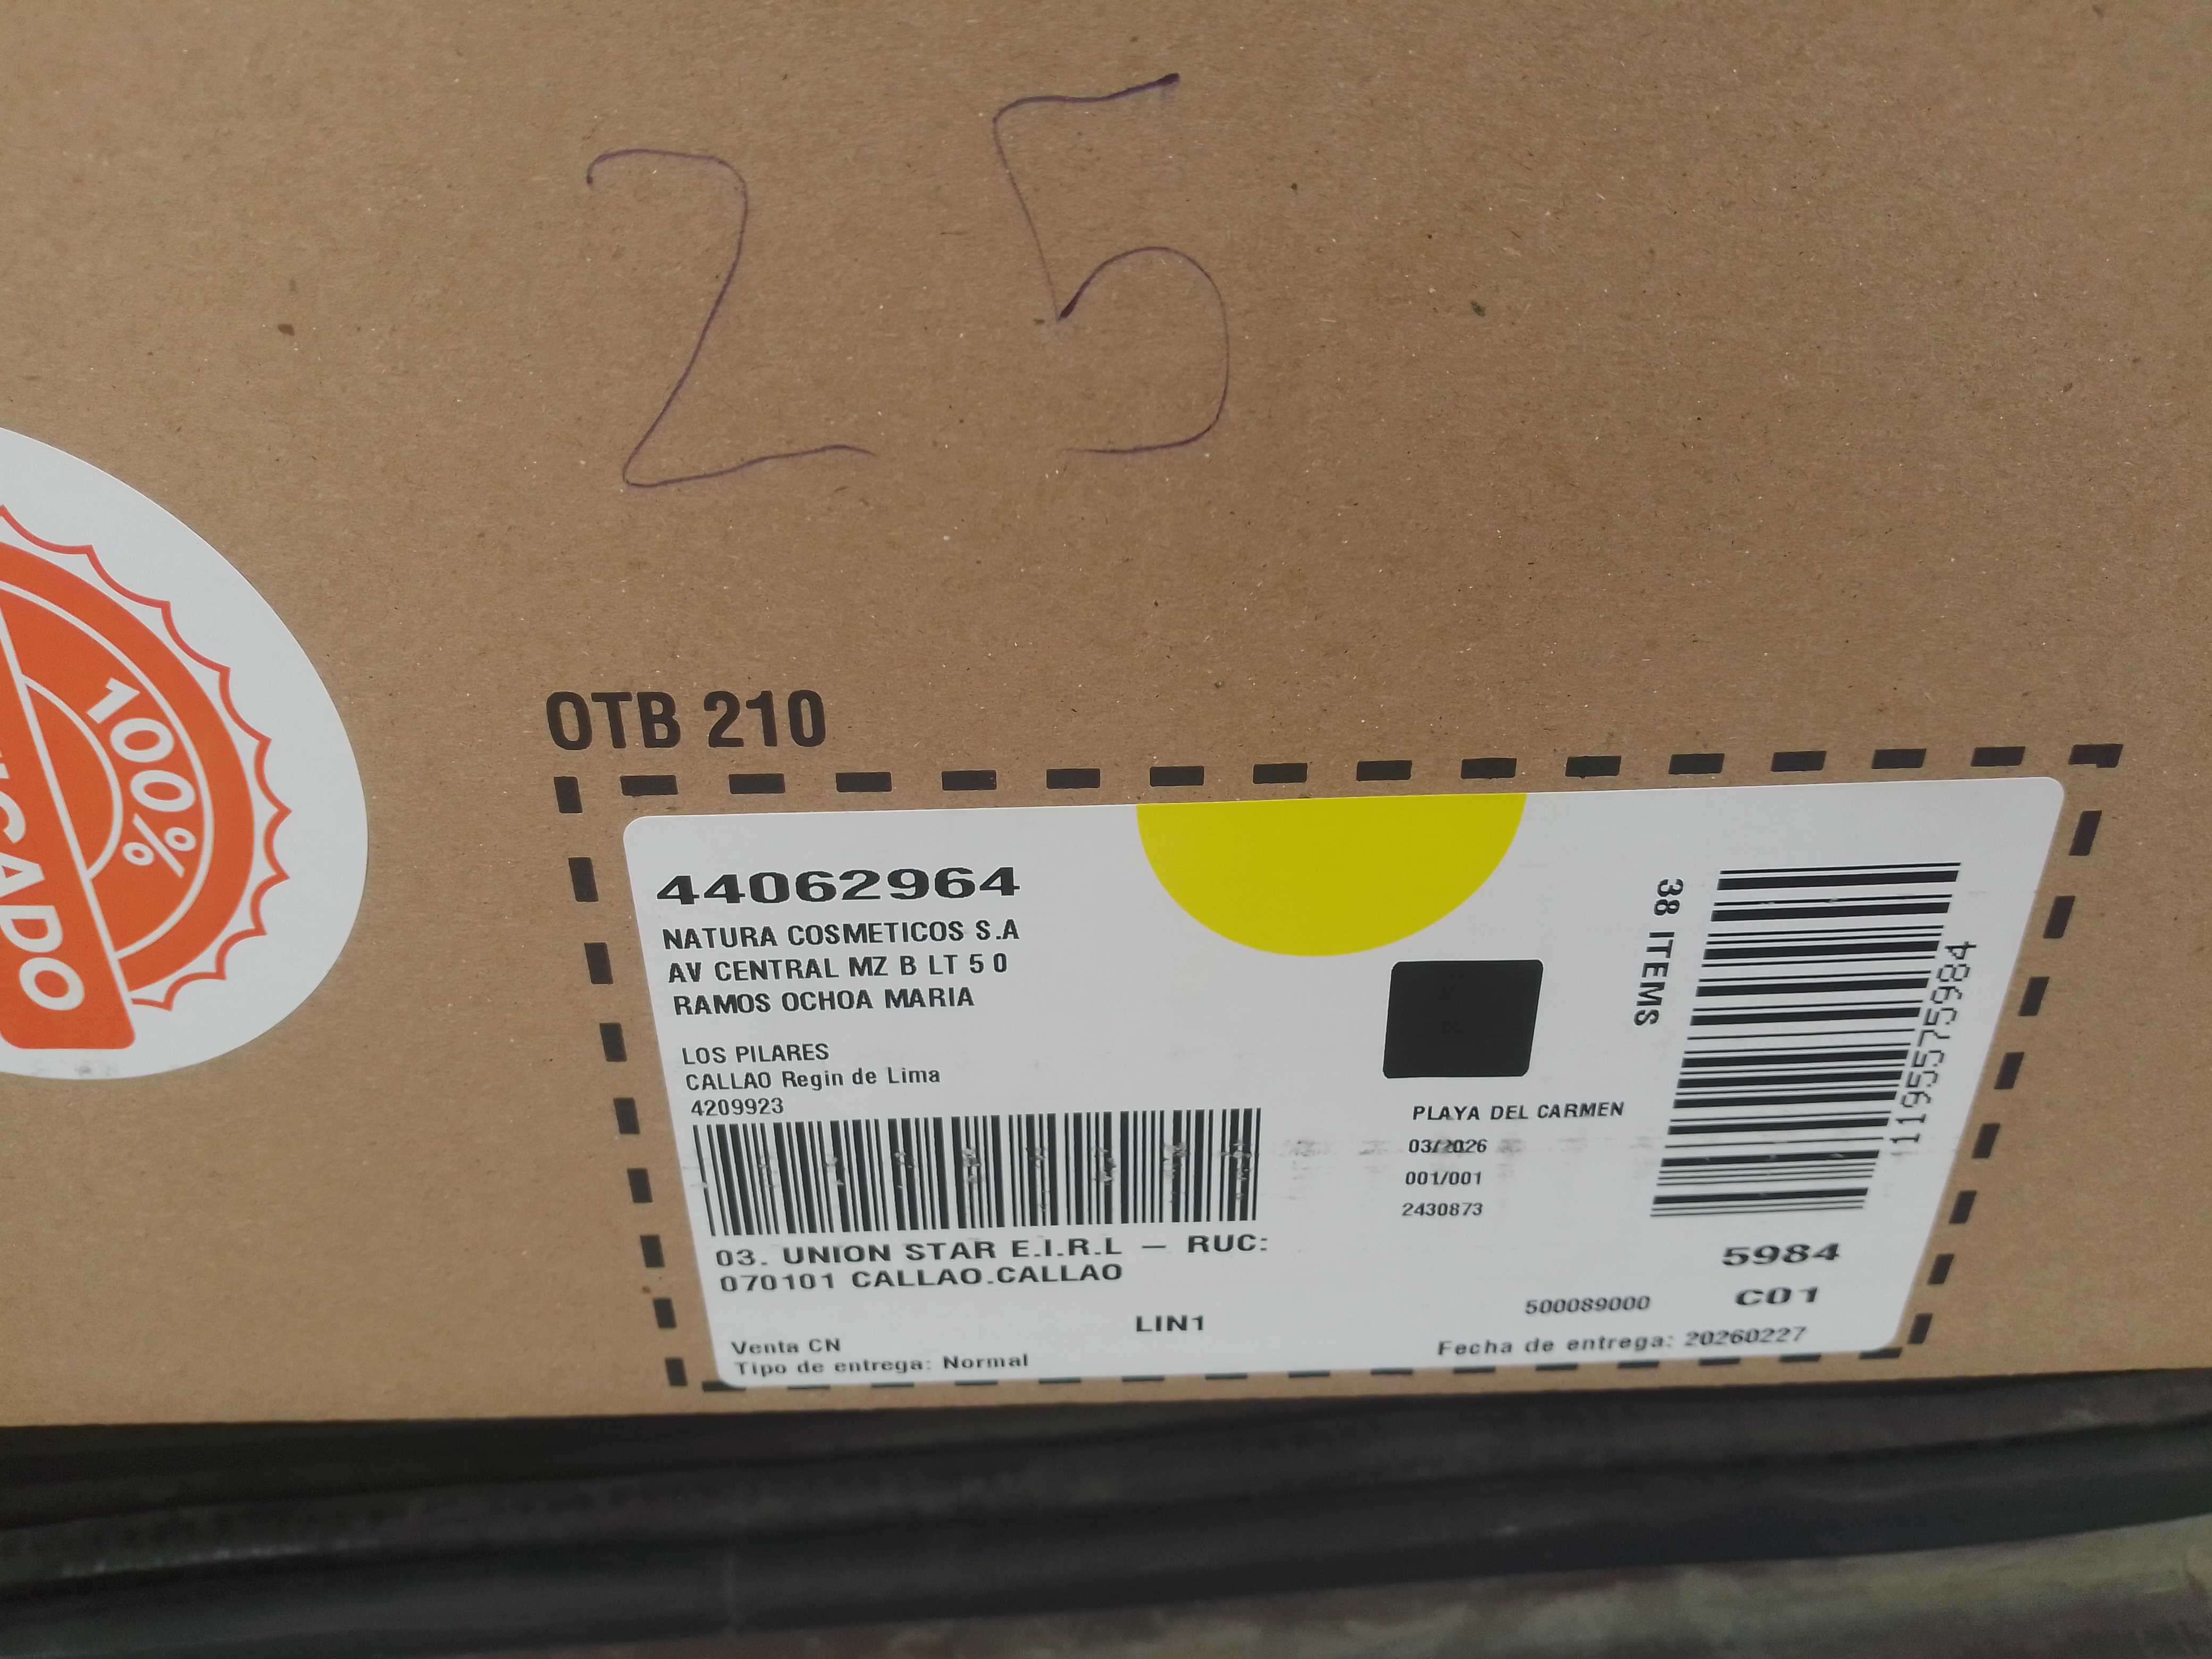 25
100%
OTB 210
44062964
NATURA COSMETICOS S.A
AV CENTRAL MZ B LT 5 0
RAMOS OCHOA MARIA
LOS PILARES
CALLAO Regin de Lima
4209923
03. UNION STAR E.I.R.L – RUC:
070101 CALLAO.CALLAO
LIN1
Venta CN
Tipo de entrega: Normal
PLAYA DEL CARMEN
03/2026
001/001
2430873
38 ITEMS
1195575984
5984
C01
500089000
Fecha de entrega: 20260227